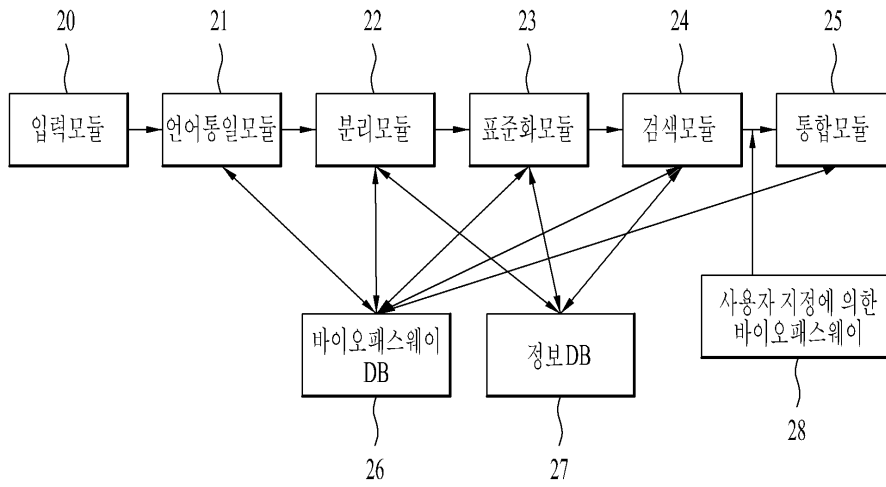 20
21
22
23
24
25
입력모듈
언어통일모듈
분리모듈
표준화모듈
검색모듈
통합모듈
바이오패스웨이
DB
정보DB
사용자 지정에 의한
바이오패스웨이
26
27
28